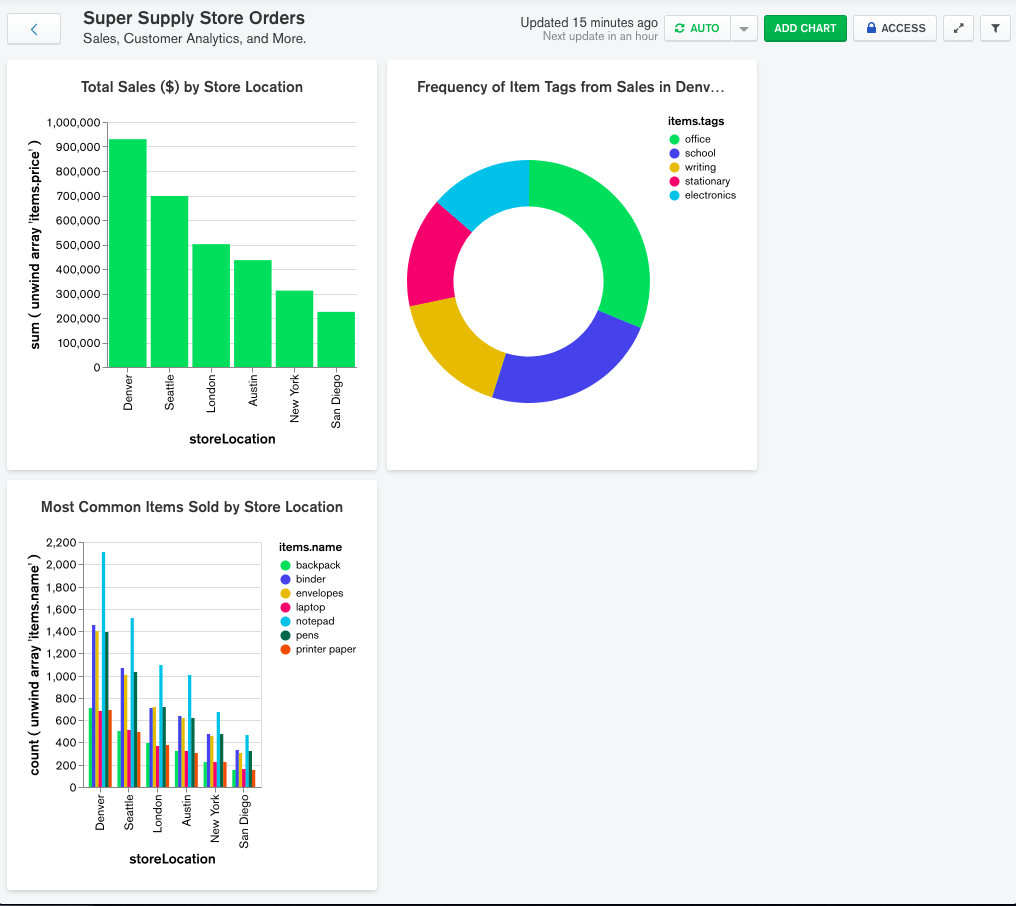 Super Supply Store Orders
Sales, Customer Analytics, and More.
Updated 15 minutes ago
Next update in an hour
AUTO
ADD CHART
ACCESS
Total Sales ($) by Store Location
sum ( unwind array 'items.price' )
1,000,000
900,000
800,000
700,000
600,000
500,000
400,000
300,000
200,000
100,000
0
Denver
Seattle
London
Austin
New York
San Diego
storeLocation
Frequency of Item Tags from Sales in Denv...
items.tags
office
school
writing
stationary
electronics
Most Common Items Sold by Store Location
count ( unwind array 'items.name' )
2,200
2,000
1,800
1,600
1,400
1,200
1,000
800
600
400
200
0
Denver
Seattle
London
Austin
New York
San Diego
storeLocation
items.name
backpack
binder
envelopes
laptop
notepad
pens
printer paper